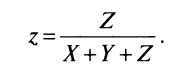 z = Z / (X + Y + Z).